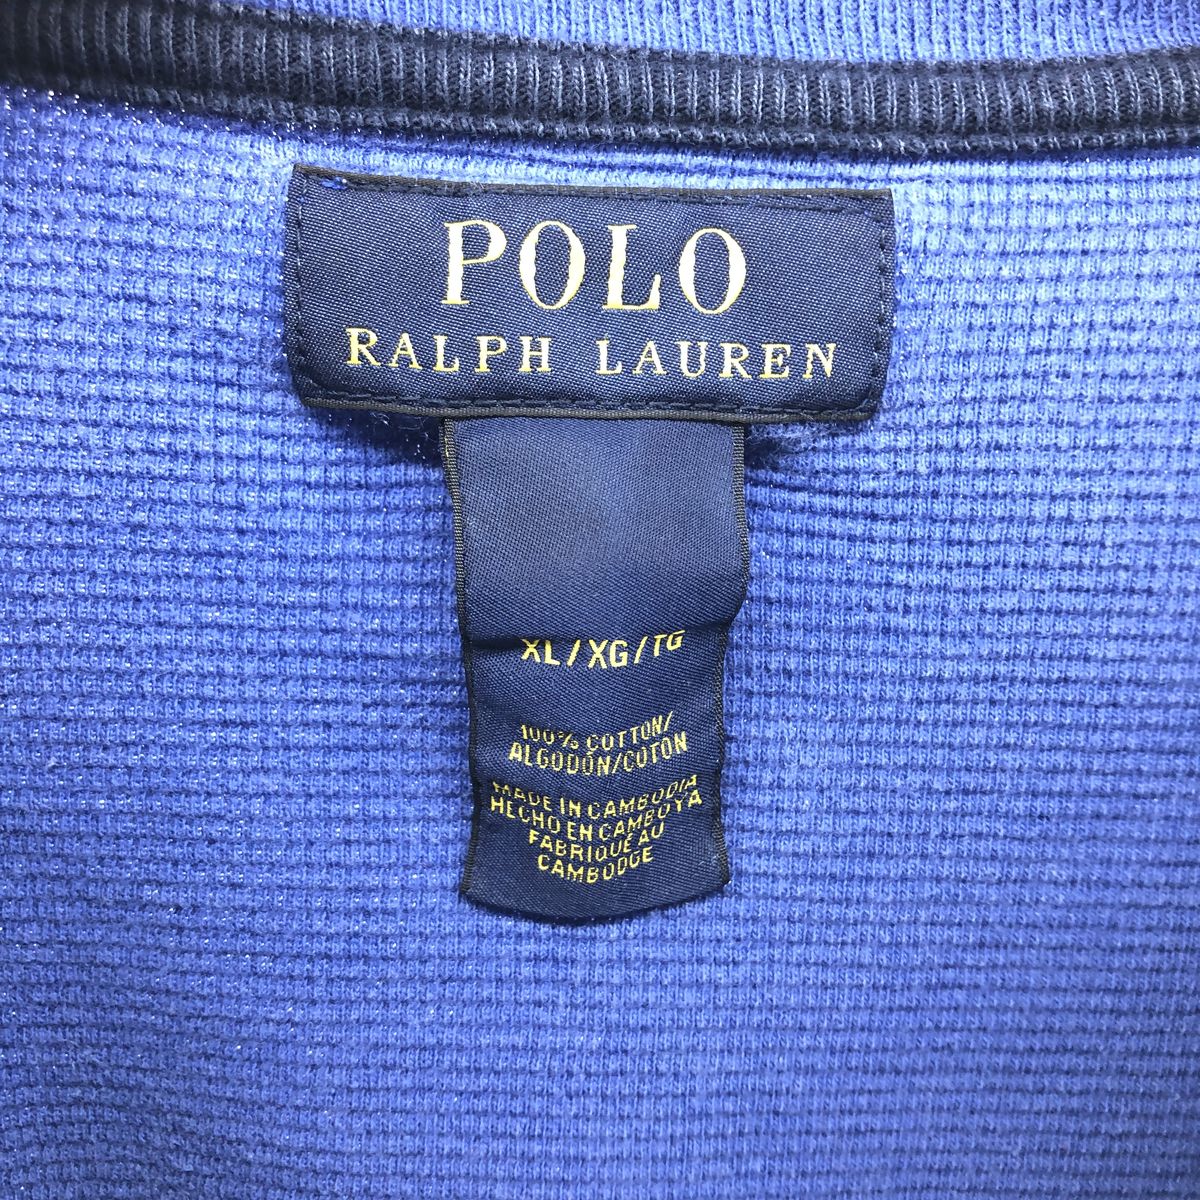 POLO
RALPH LAUREN
XL/XG/TG
100% COTTON/
ALGODON/COTON
MADE IN CAMBODIA
HECHO EN CAMBOYA
FABRIQUE AU
CAMBODGE